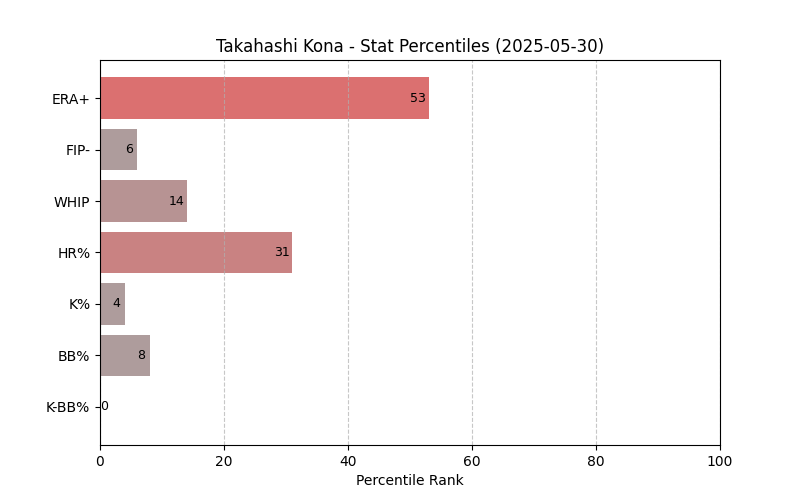 Takahashi Kona - Stat Percentiles (2025-05-30)
ERA+ 53
FIP- 6
WHIP 14
HR% 31
K% 4
BB% 8
K-BB% 0
0 20 40 60 80 100
Percentile Rank